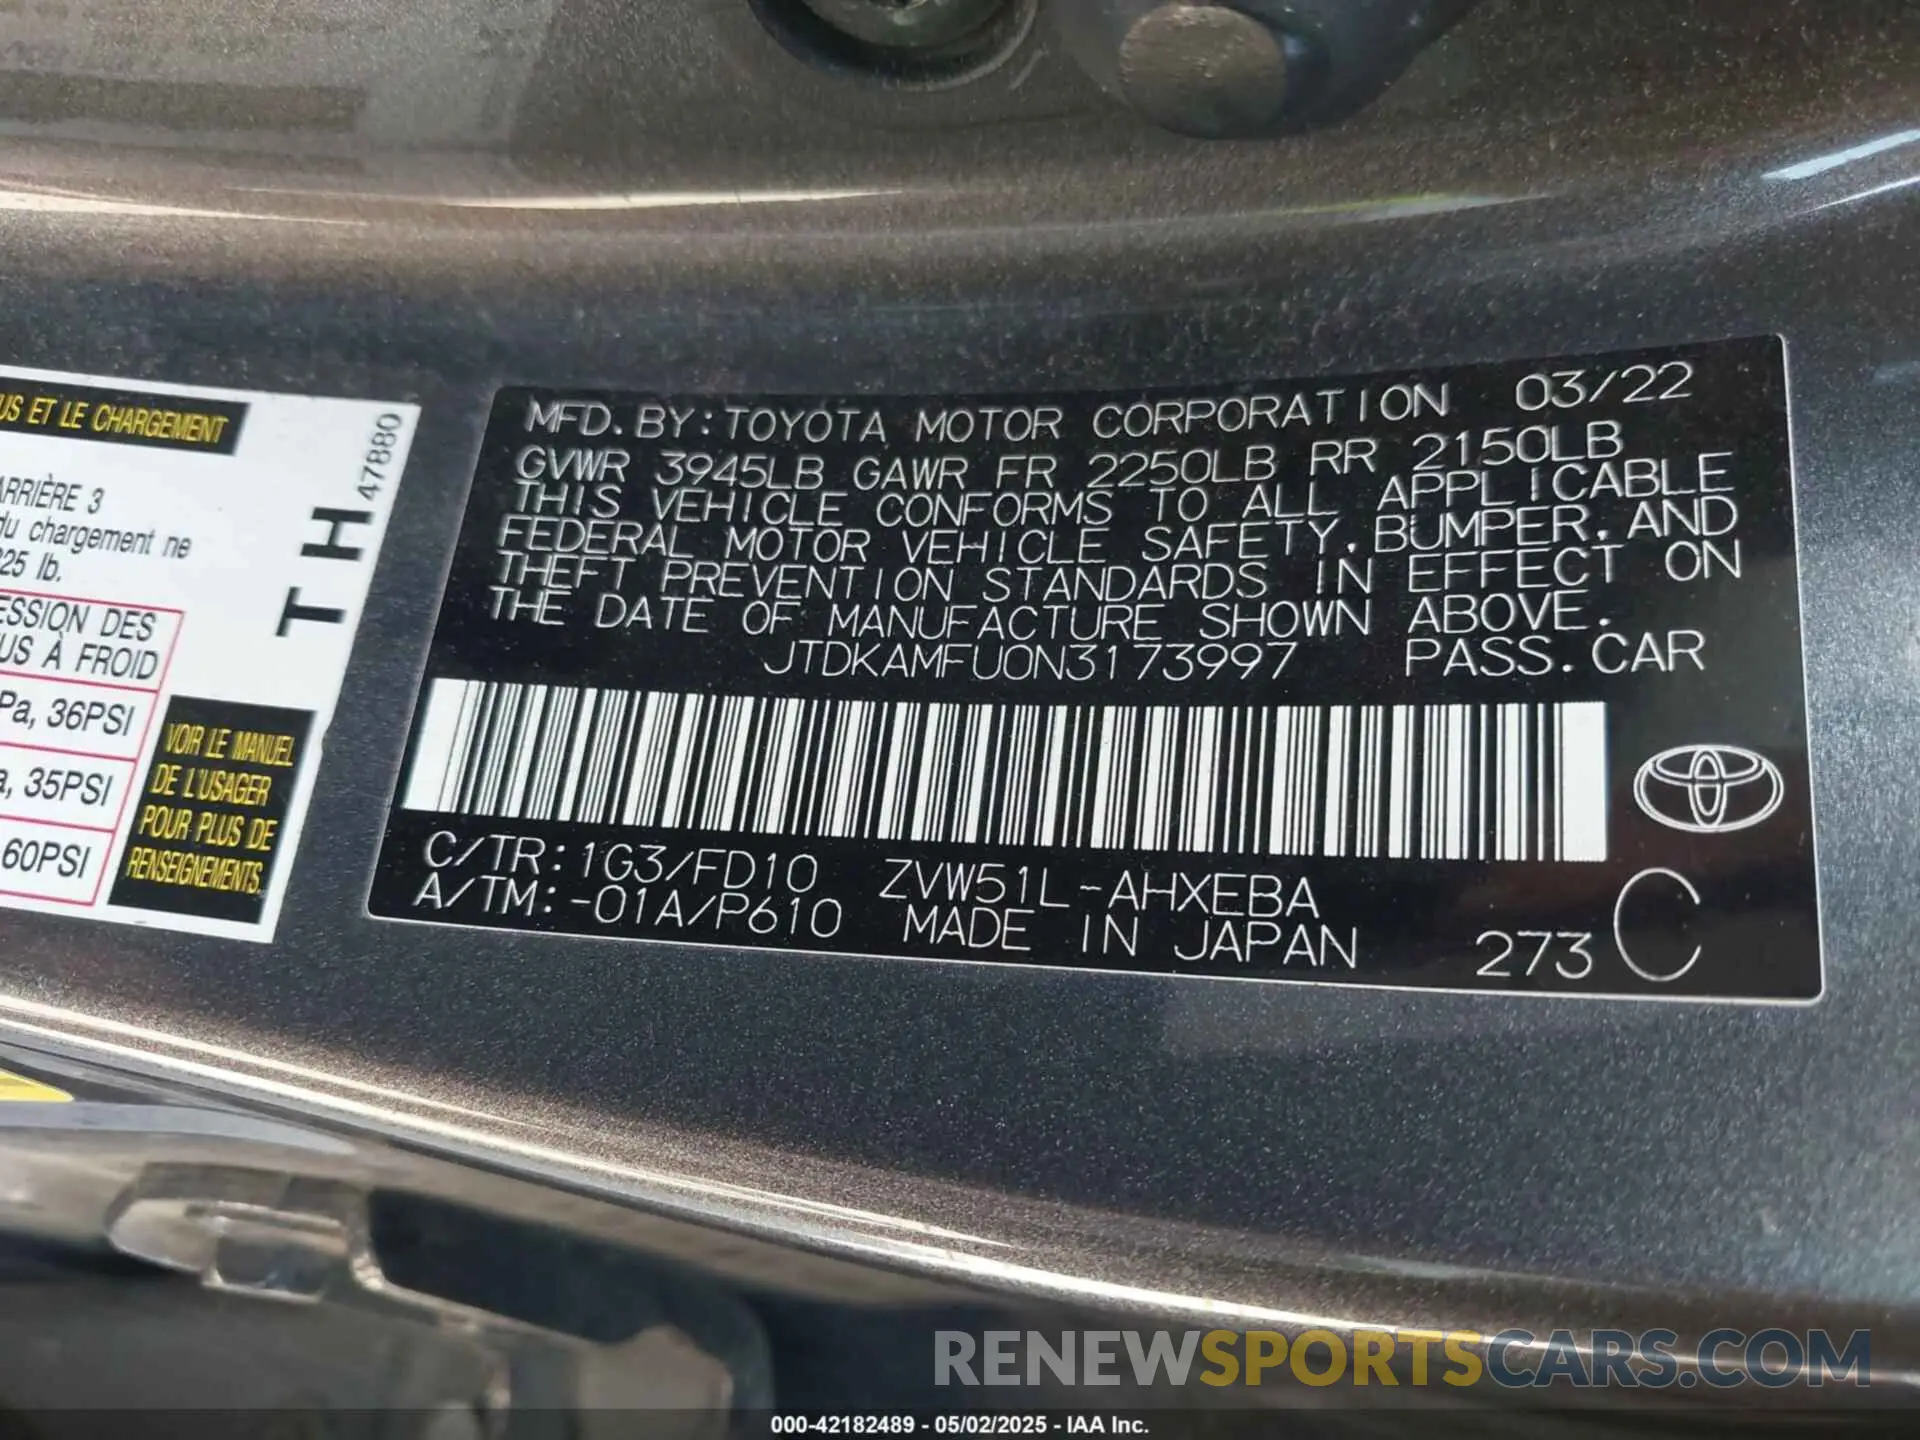 US ET LE CHARGEMENT
ARRIÈRE 3
du chargement ne
225 lb.
ESSION DES
US À FROID
Pa, 36PSI
a, 35PSI
60PSI
VOIR LE MANUEL
DE L'USAGER
POUR PLUS DE
RENSEIGNEMENTS.
TH 47880
MFD. BY: TOYOTA MOTOR CORPORATION 03/22
GVWR 3945LB GAWR FR 2250LB RR 2150LB
THIS VEHICLE CONFORMS TO ALL APPLICABLE
FEDERAL MOTOR VEHICLE SAFETY, BUMPER, AND
THEFT PREVENTION STANDARDS IN EFFECT ON
THE DATE OF MANUFACTURE SHOWN ABOVE.
JTDKAMFU0N3173997 PASS. CAR
C/TR: 1G3/FD10 ZVW51L-AHXEBA
A/TM: -01A/P610 MADE IN JAPAN 273 C
RENEWSPORTSCARS.COM
000-42182489 - 05/02/2025 - IAA Inc.